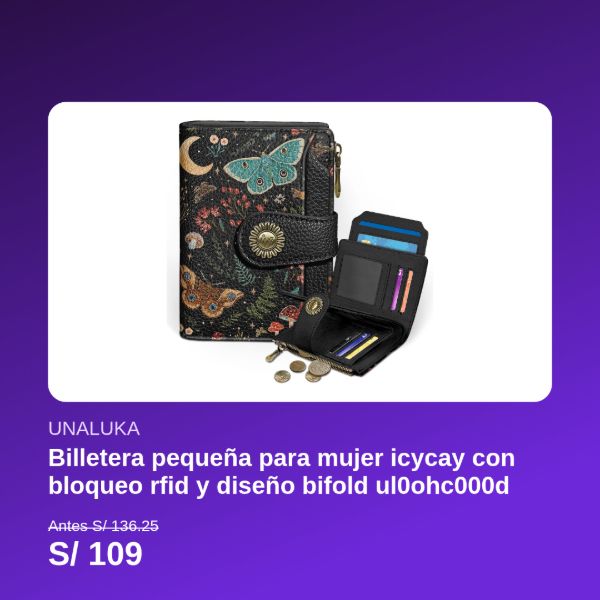 UNALUKA
Billetera pequeña para mujer icycay con
bloqueo rfid y diseño bifold ul0ohc000d
Antes S/ 136.25
S/ 109